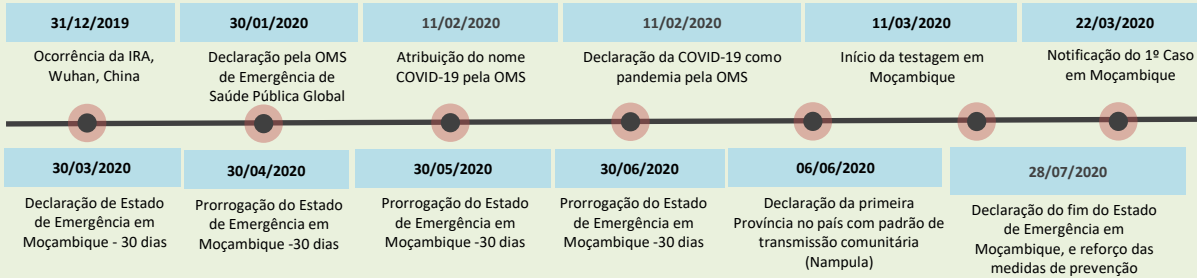 31/12/2019
Ocorrência da IRA,
Wuhan, China
30/01/2020
Declaração pela OMS
de Emergência de
Saúde Pública Global
11/02/2020
Atribuição do nome
COVID-19 pela OMS
11/02/2020
Declaração da COVID-19 como
pandemia pela OMS
11/03/2020
Início da testagem em
Moçambique
22/03/2020
Notificação do 1º Caso
em Moçambique
30/03/2020
Declaração de Estado
de Emergência em
Moçambique - 30 dias
30/04/2020
Prorrogação do Estado
de Emergência em
Moçambique -30 dias
30/05/2020
Prorrogação do Estado
de Emergência em
Moçambique -30 dias
30/06/2020
Prorrogação do Estado
de Emergência em
Moçambique -30 dias
06/06/2020
Declaração da primeira
Província no país com padrão de
transmissão comunitária
(Nampula)
28/07/2020
Declaração do fim do Estado
de Emergência em
Moçambique, e reforço das
medidas de prevenção